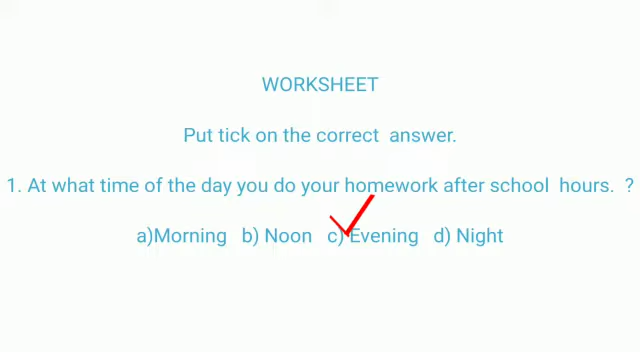 WORKSHEET
Put tick on the correct answer.
1. At what time of the day you do your homework after school hours. ?
a)Morning b) Noon c) Evening d) Night